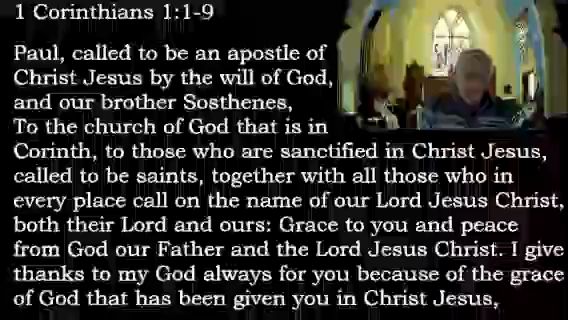 1 Corinthians 1:1-9
Paul, called to be an apostle of
Christ Jesus by the will of God,
and our brother Sosthenes,
To the church of God that is in
Corinth, to those who are sanctified in Christ Jesus,
called to be saints, together with all those who in
every place call on the name of our Lord Jesus Christ,
both their Lord and ours: Grace to you and peace
from God our Father and the Lord Jesus Christ. I give
thanks to my God always for you because of the grace
of God that has been given you in Christ Jesus,